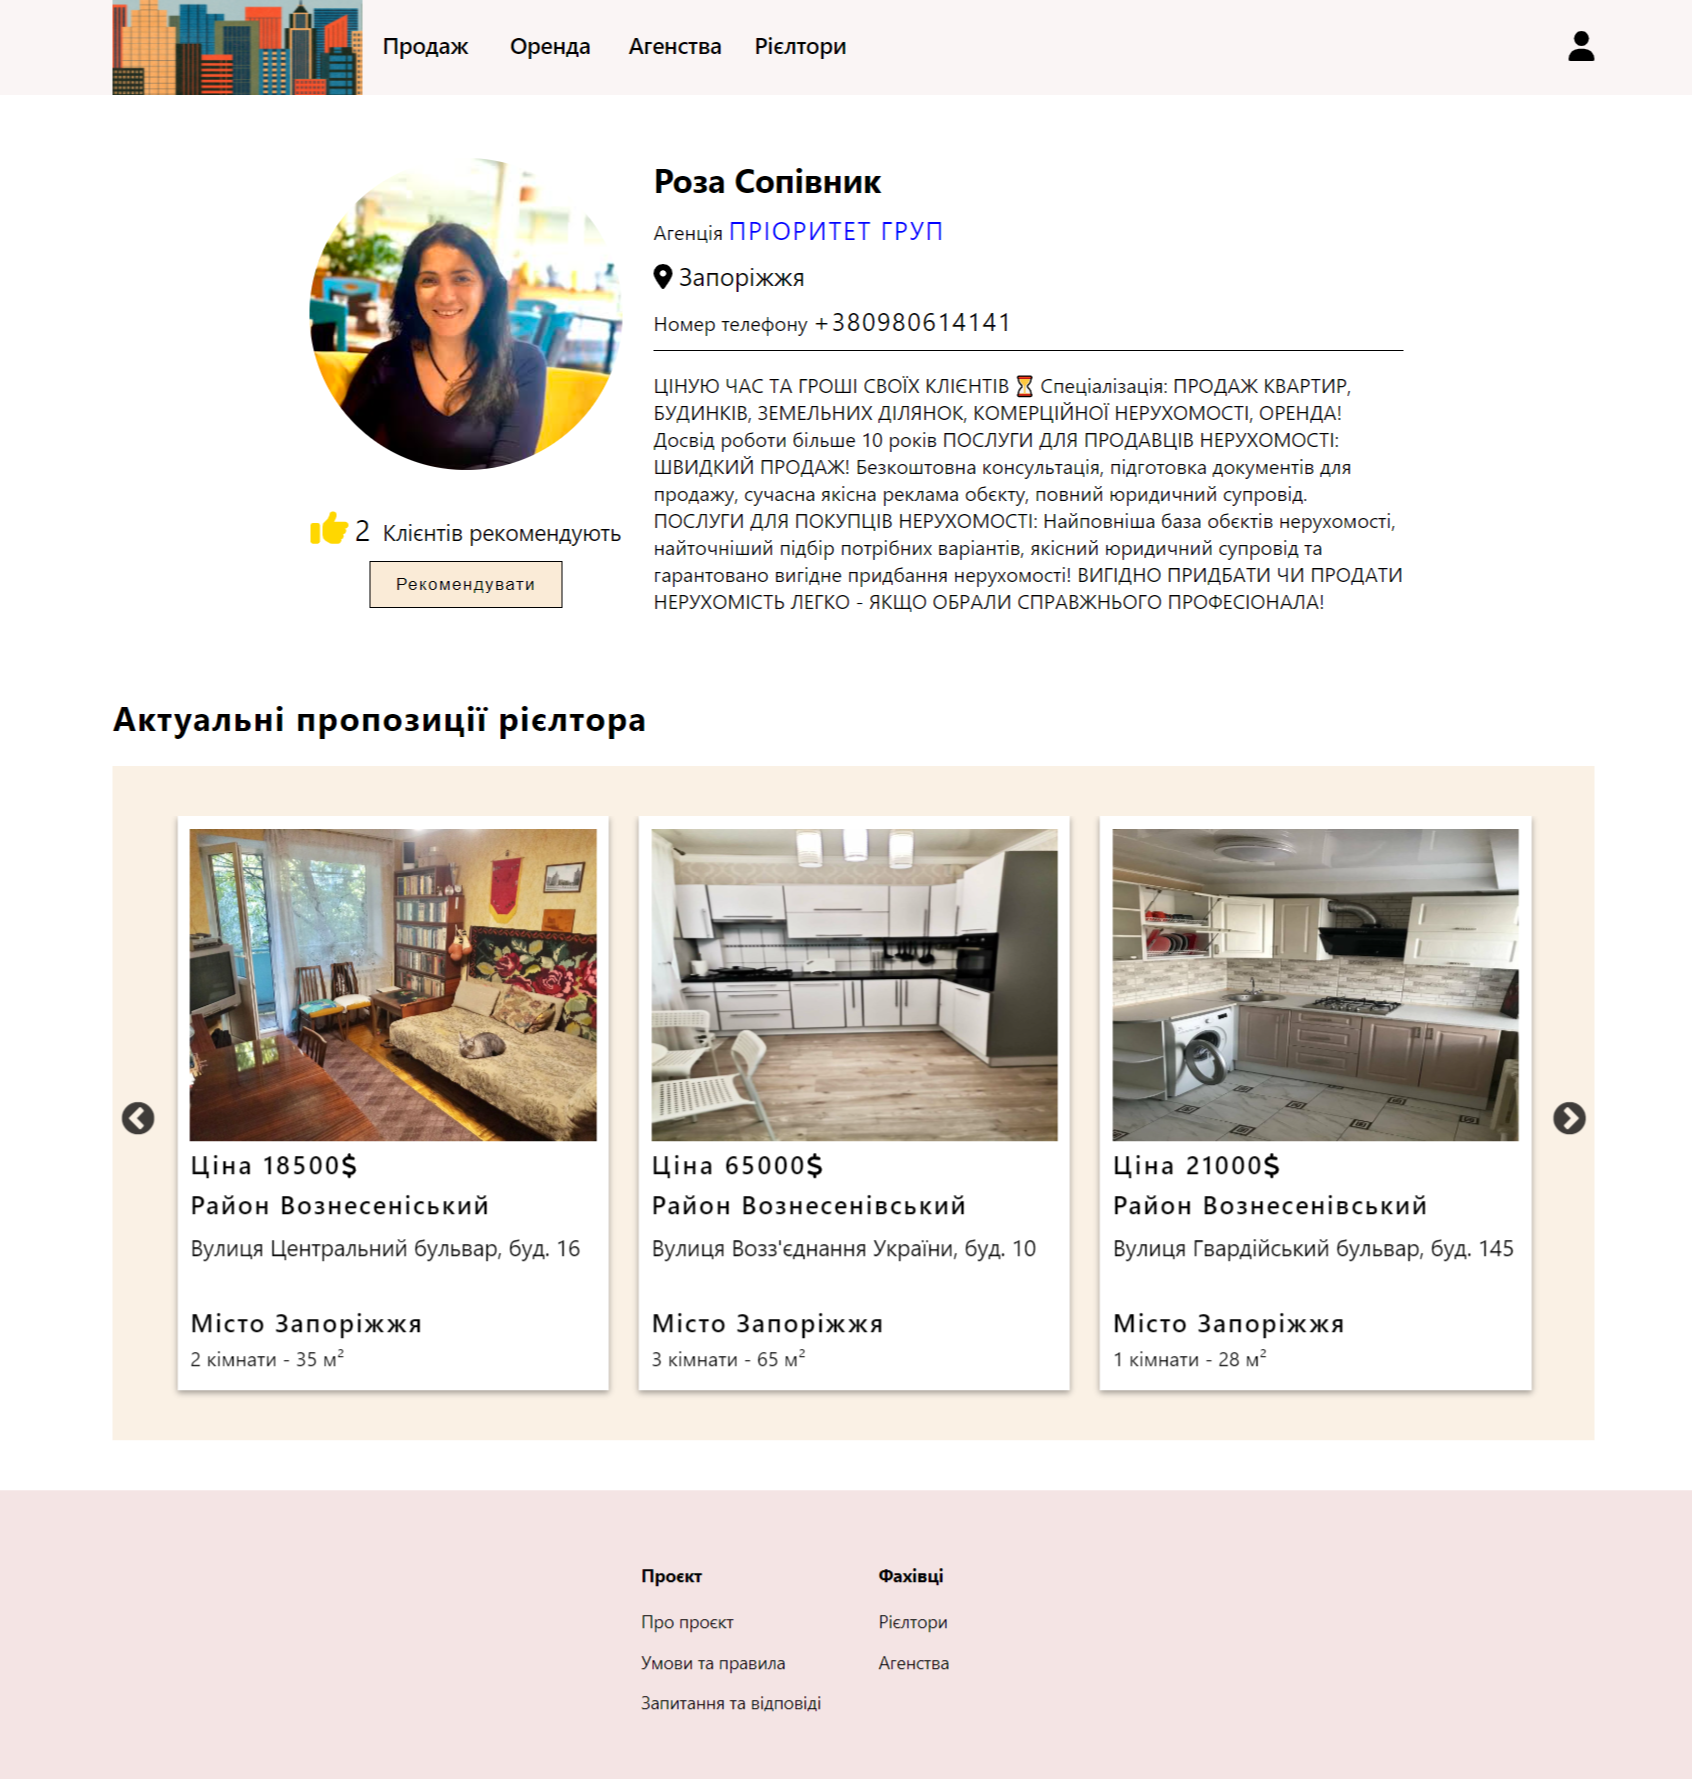 Продаж Оренда Агенства Рієлтори
Роза Сопівник
Агенція ПРІОРИТЕТ ГРУП
Запоріжжя
Номер телефону +380980614141
ЦІНУЮ ЧАС ТА ГРОШІ СВОЇХ КЛІЄНТІВ ⏳ Спеціалізація: ПРОДАЖ КВАРТИР,
БУДИНКІВ, ЗЕМЕЛЬНИХ ДІЛЯНОК, КОМЕРЦІЙНОЇ НЕРУХОМОСТІ, ОРЕНДА!
Досвід роботи більше 10 років ПОСЛУГИ ДЛЯ ПРОДАВЦІВ НЕРУХОМОСТІ:
ШВИДКИЙ ПРОДАЖ! Безкоштовна консультація, підготовка документів для
продажу, сучасна якісна реклама обєкту, повний юридичний супровід.
ПОСЛУГИ ДЛЯ ПОКУПЦІВ НЕРУХОМОСТІ: Найповніша база обєктів нерухомості,
найточніший підбір потрібних варіантів, якісний юридичний супровід та
гарантовано вигідне придбання нерухомості! ВИГІДНО ПРИДБАТИ ЧИ ПРОДАТИ
НЕРУХОМІСТЬ ЛЕГКО - ЯКЩО ОБРАЛИ СПРАВЖНЬОГО ПРОФЕСІОНАЛА!
2 Клієнтів рекомендують
Рекомендувати
Актуальні пропозиції рієлтора
Ціна 18500$
Район Вознесеніський
Вулиця Центральний бульвар, буд. 16
Місто Запоріжжя
2 кімнати - 35 м²
Ціна 65000$
Район Вознесенівський
Вулиця Возз'єднання України, буд. 10
Місто Запоріжжя
3 кімнати - 65 м²
Ціна 21000$
Район Вознесенівський
Вулиця Гвардійський бульвар, буд. 145
Місто Запоріжжя
1 кімнати - 28 м²
Проєкт
Про проєкт
Умови та правила
Запитання та відповіді
Фахівці
Рієлтори
Агенства